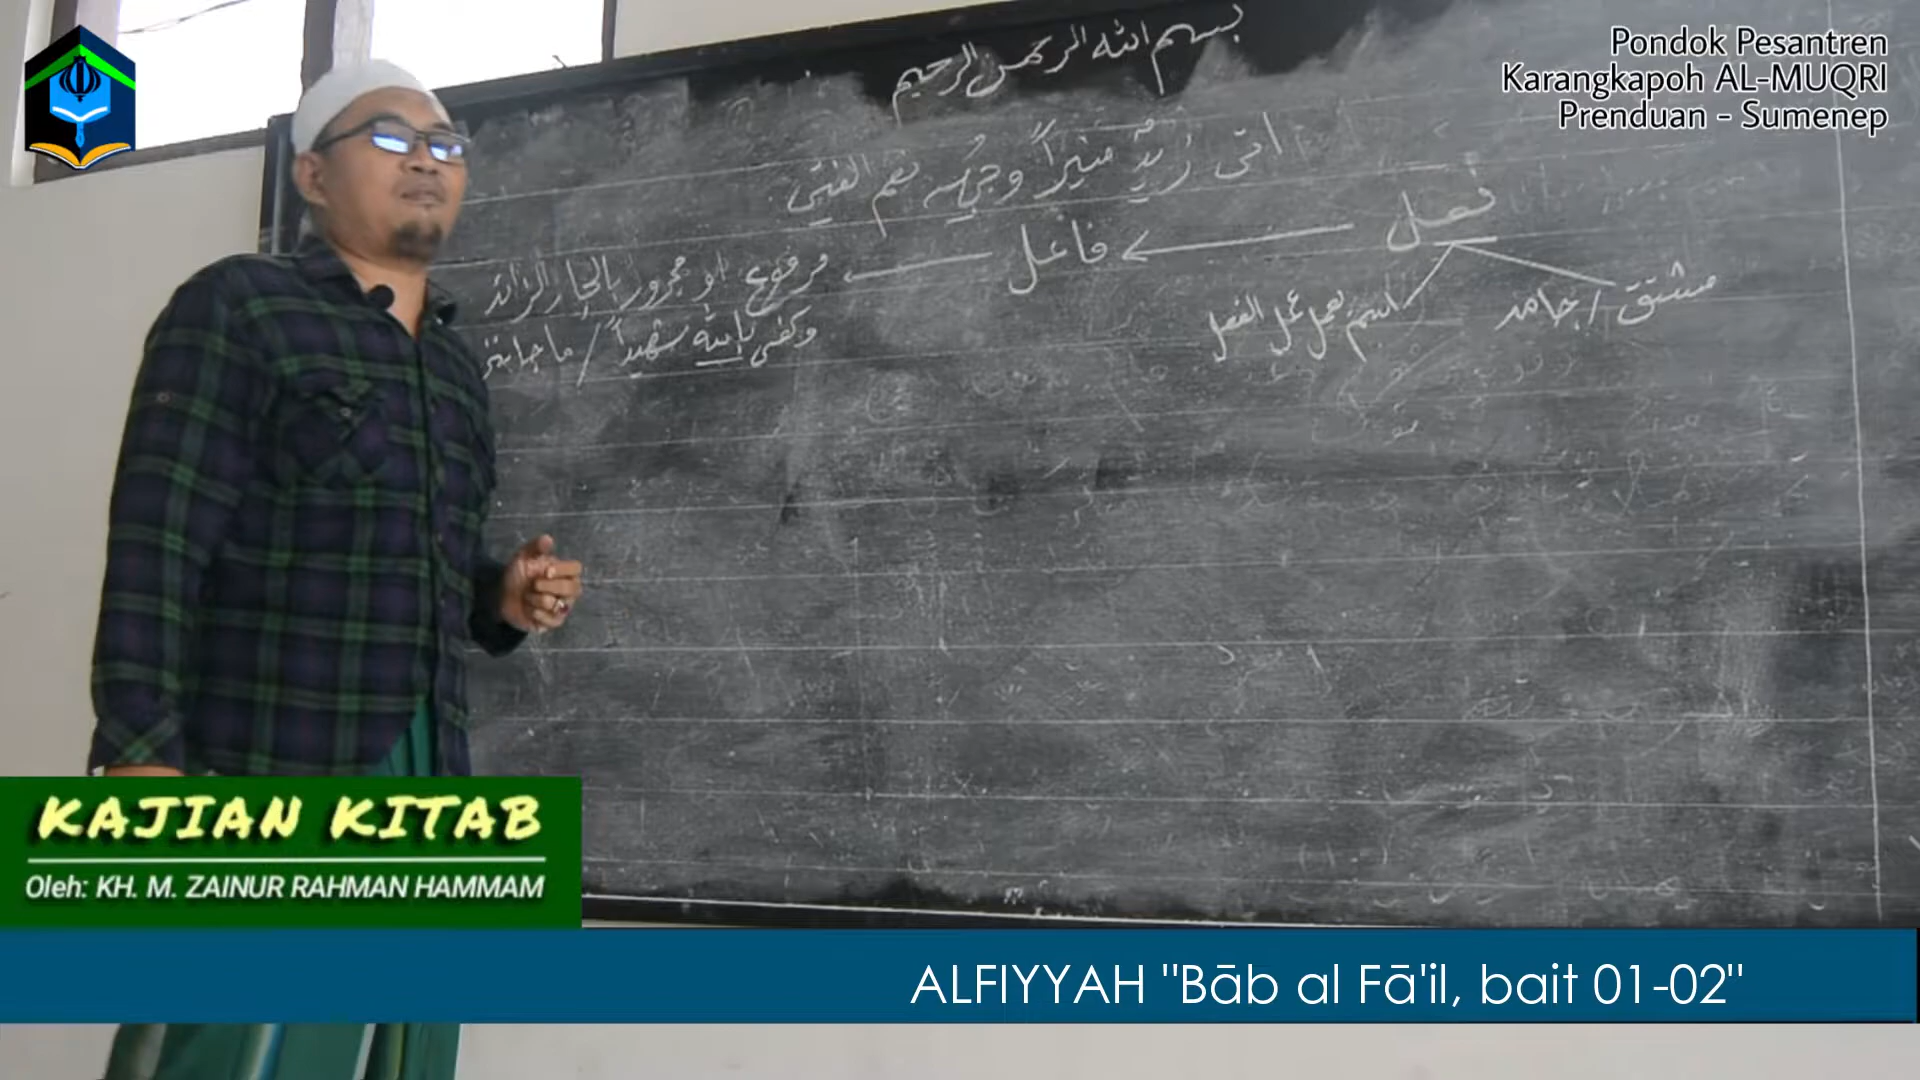 Pondok Pesantren
Karangkapoh AL-MUQRI
Prenduan - Sumenep
بسم الله الرحمن الرحيم
اتى زيدٌ منيراً وجهُه نعم الفتى
فعل
فاعل
مرفوع او مجرور بالجار الزائد
مشتق / جامد
اسم يعمل عمل الفعل
وكفى بالله شهيداً / ما جاء
KAJIAN KITAB
Oleh: KH. M. ZAINUR RAHMAN HAMMAM
ALFIYYAH "Bāb al Fā'il, bait 01-02"